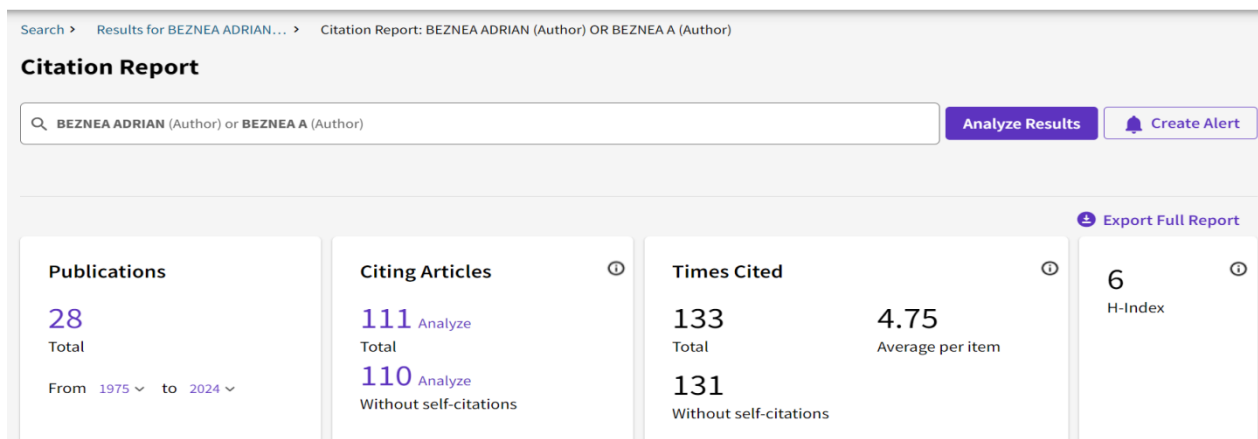 Search > Results for BEZNEA ADRIAN... > Citation Report: BEZNEA ADRIAN (Author) OR BEZNEA A (Author)
Citation Report
BEZNEA ADRIAN (Author) or BEZNEA A (Author)
Analyze Results
Create Alert
Export Full Report
Publications
28
Total
From 1975 to 2024
Citing Articles
111 Analyze
Total
110 Analyze
Without self-citations
Times Cited
133
Total
4.75
Average per item
131
Without self-citations
6
H-Index